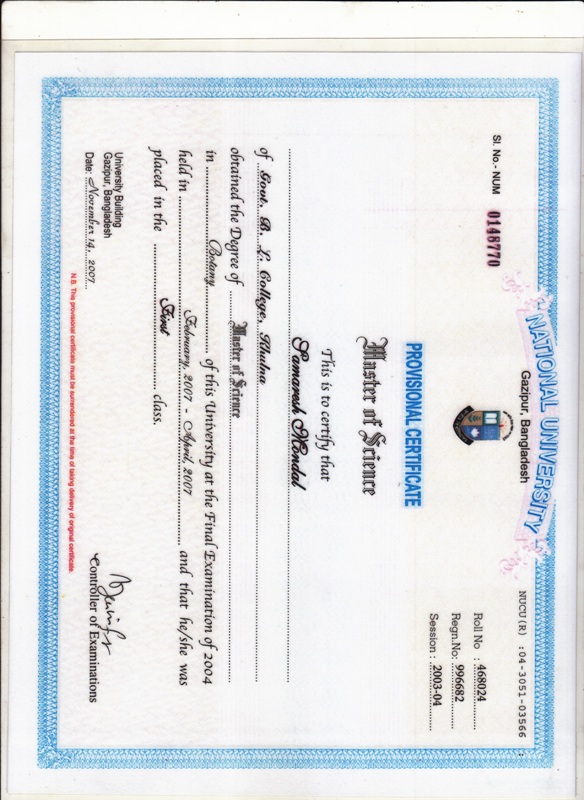 NUCU(R) :04-3051-03566
NATIONAL UNIVERSITY
Gazipur, Bangladesh
Sl. No.- NUM 0148770
Roll No : 468024
Regn.No: 996682
Session : 2003-04
PROVISIONAL CERTIFICATE
Master of Science
This is to certify that
Samaresh Mondal
of Govt. B. L. College, Khulna
obtained the Degree of Master of Science
in Botany of this University at the Final Examination of 2004
held in February, 2007 - April, 2007 and that he/she was
placed in the First class.
University Building
Gazipur, Bangladesh
Date: November 14, 2007
Controller of Examinations
N.B. This provisional certificate must be surrendered at the time of taking delivery of original certificate.